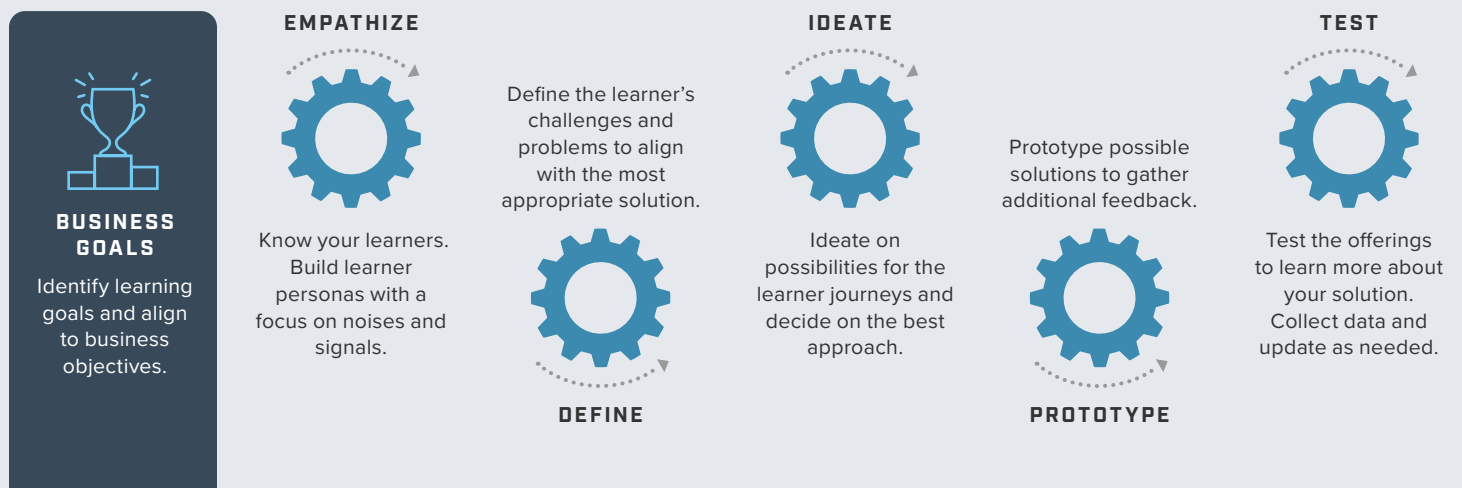 BUSINESS
GOALS
Identify learning
goals and align
to business
objectives.
EMPATHIZE
Know your learners.
Build learner
personas with a
focus on noises and
signals.
Define the learner’s
challenges and
problems to align
with the most
appropriate solution.
DEFINE
IDEATE
Ideate on
possibilities for the
learner journeys and
decide on the best
approach.
Prototype possible
solutions to gather
additional feedback.
PROTOTYPE
TEST
Test the offerings
to learn more about
your solution.
Collect data and
update as needed.